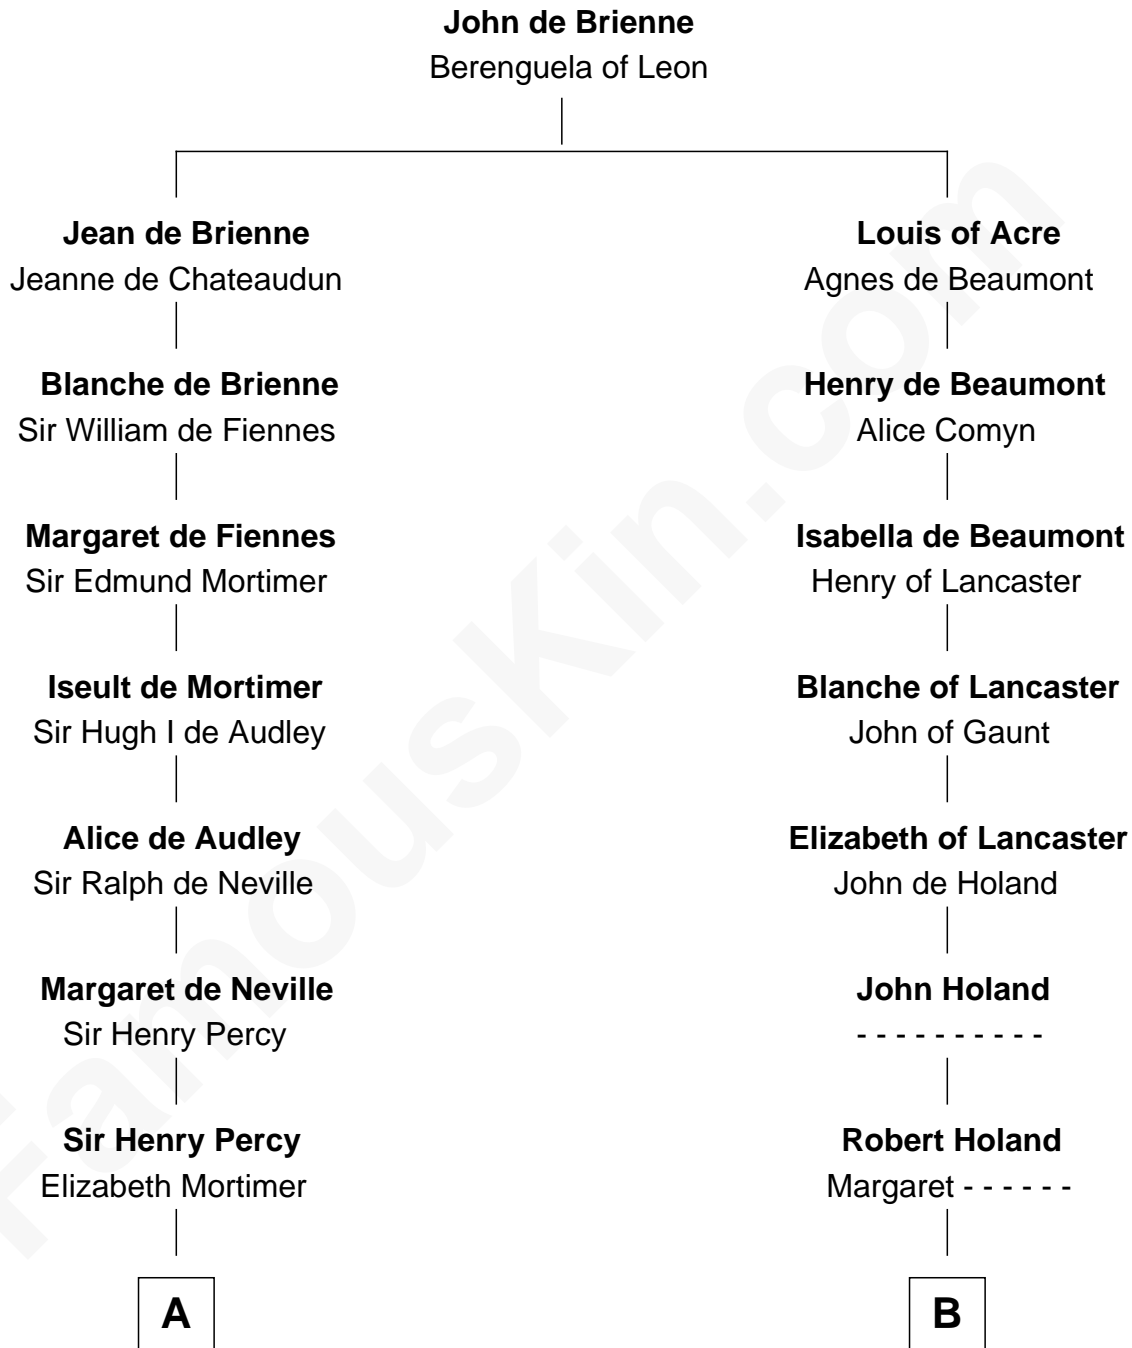 John de Brienne
Berenguela of Leon
Jean de Brienne
Jeanne de Chateaudun
Louis of Acre
Agnes de Beaumont
Blanche de Brienne
Sir William de Fiennes
Henry de Beaumont
Alice Comyn
Margaret de Fiennes
Sir Edmund Mortimer
Isabella de Beaumont
Henry of Lancaster
Iseult de Mortimer
Sir Hugh I de Audley
Blanche of Lancaster
John of Gaunt
Alice de Audley
Sir Ralph de Neville
Elizabeth of Lancaster
John de Holand
Margaret de Neville
Sir Henry Percy
John Holand
- - - - - - - - - -
Sir Henry Percy
Elizabeth Mortimer
Robert Holand
Margaret - - - - - -
A
B
FamousKin.com